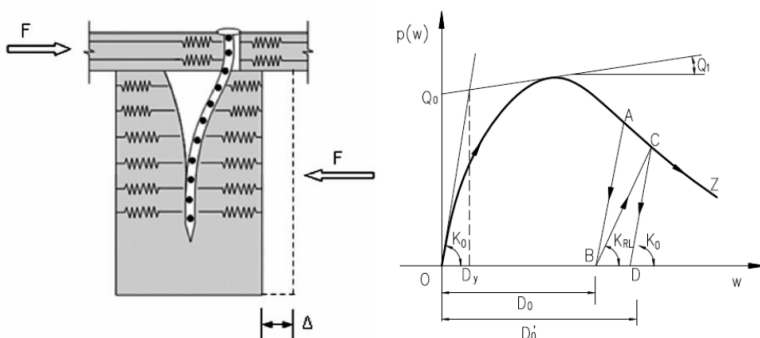 F
F
Δ
p(w)
Q₀
Q₁
A
C
Z
K₀
K_RL
K₀
O
D_y
B
D
w
D₀
D₀'